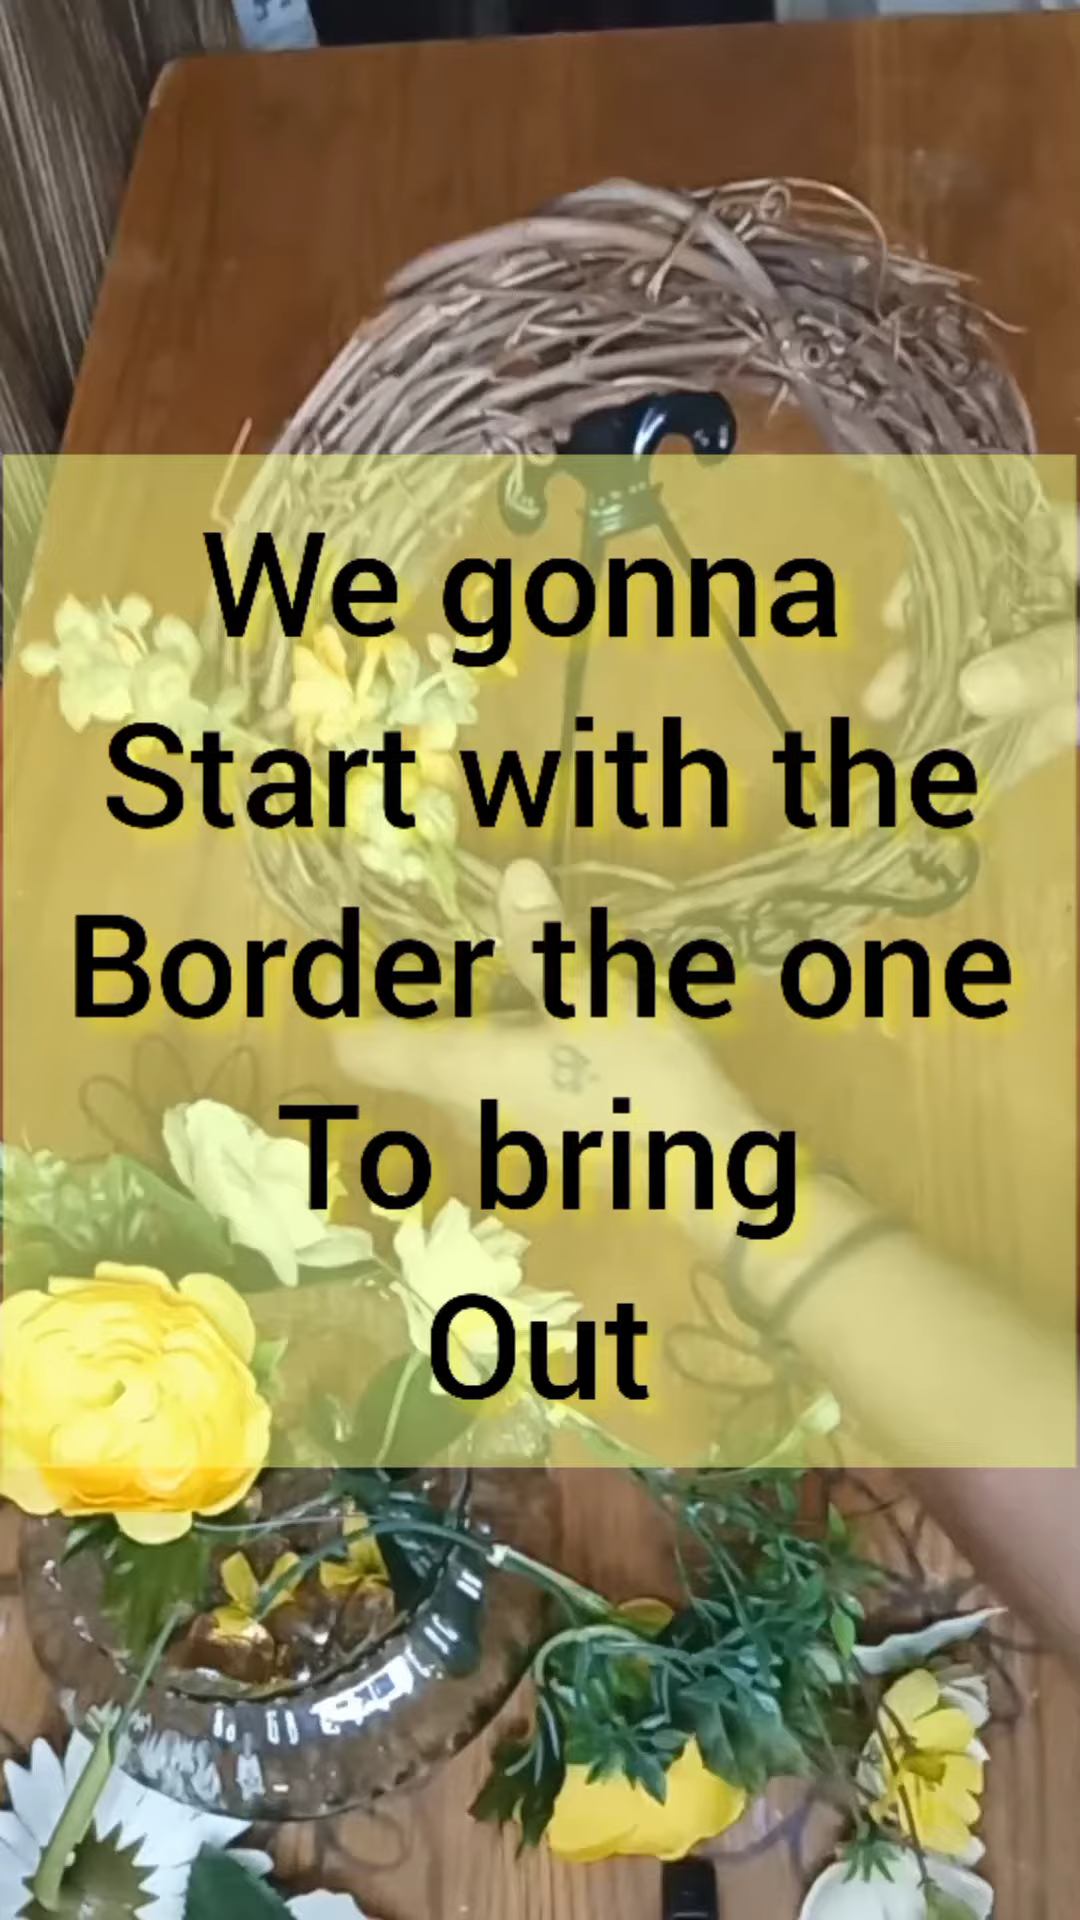 We gonna
Start with the
Border the one
To bring
Out